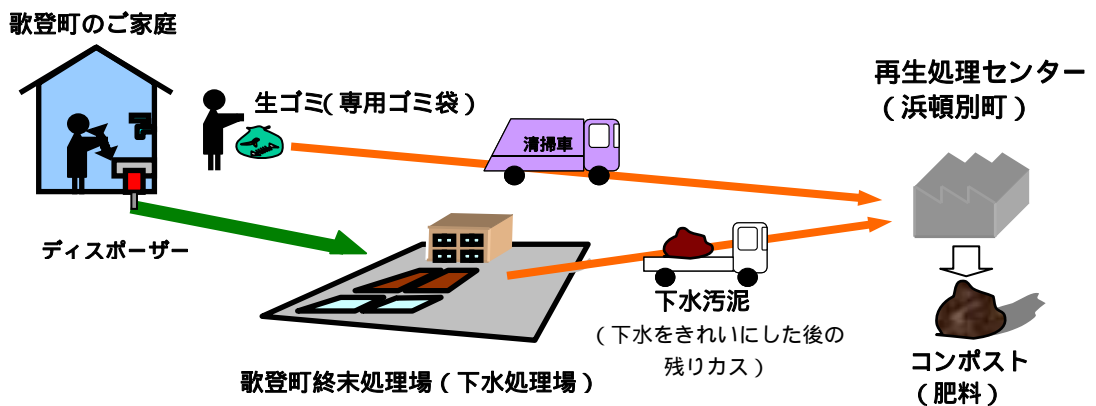 歌登町のご家庭
生ゴミ(専用ゴミ袋)
清掃車
再生処理センター
(浜頓別町)
ディスポーザー
下水汚泥
(下水をきれいにした後の
残りカス)
歌登町終末処理場(下水処理場)
コンポスト
(肥料)